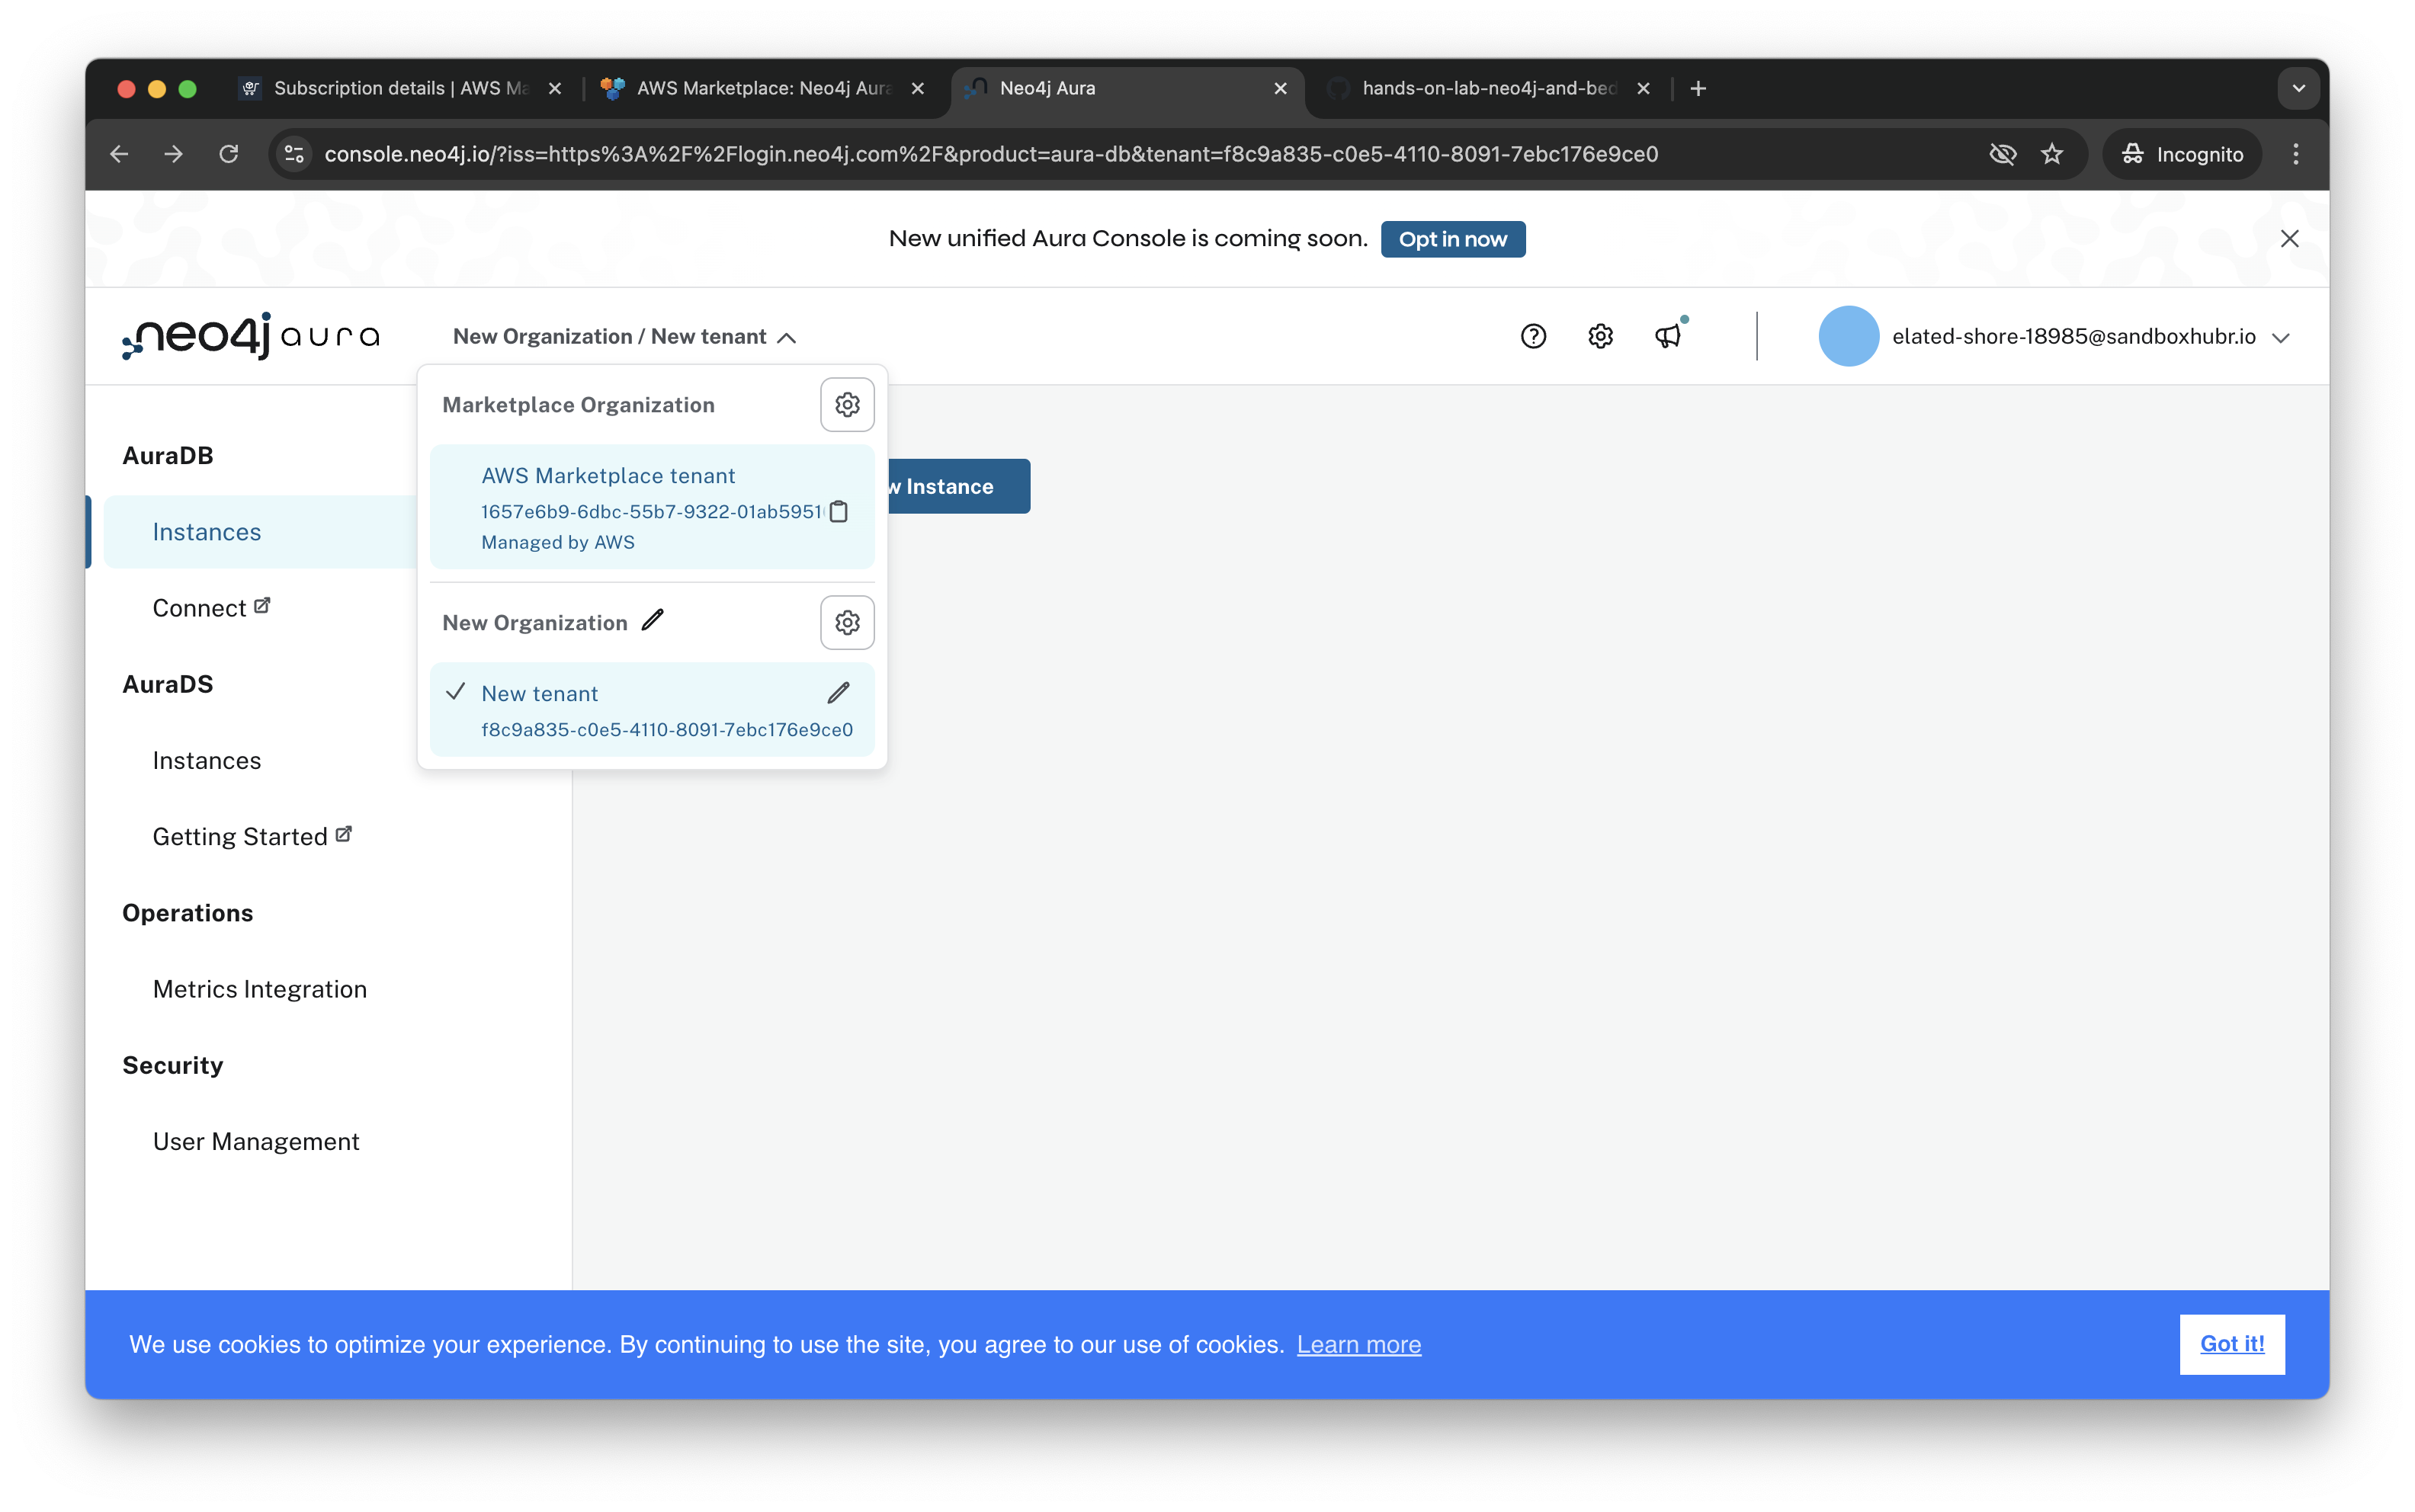 Subscription details | AWS Ma
AWS Marketplace: Neo4j Aura
Neo4j Aura
hands-on-lab-neo4j-and-bed
console.neo4j.io/?iss=https%3A%2F%2Flogin.neo4j.com%2F&product=aura-db&tenant=f8c9a835-c0e5-4110-8091-7ebc176e9ce0
Incognito
New unified Aura Console is coming soon.
Opt in now
neo4j aura
New Organization / New tenant
elated-shore-18985@sandboxhubr.io
Marketplace Organization
AWS Marketplace tenant
1657e6b9-6dbc-55b7-9322-01ab5951
Managed by AWS
New Organization
New tenant
f8c9a835-c0e5-4110-8091-7ebc176e9ce0
w Instance
AuraDB
Instances
Connect
AuraDS
Instances
Getting Started
Operations
Metrics Integration
Security
User Management
We use cookies to optimize your experience. By continuing to use the site, you agree to our use of cookies. Learn more
Got it!